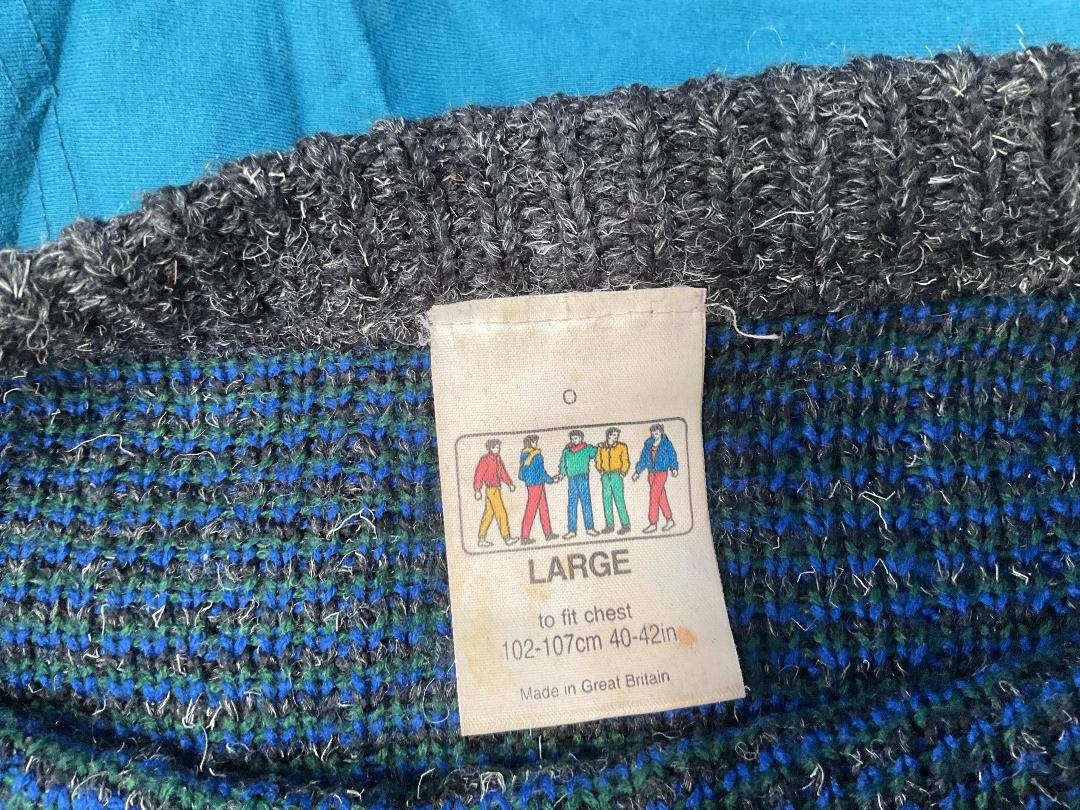 O
LARGE
to fit chest
102-107cm 40-42in
Made in Great Britain